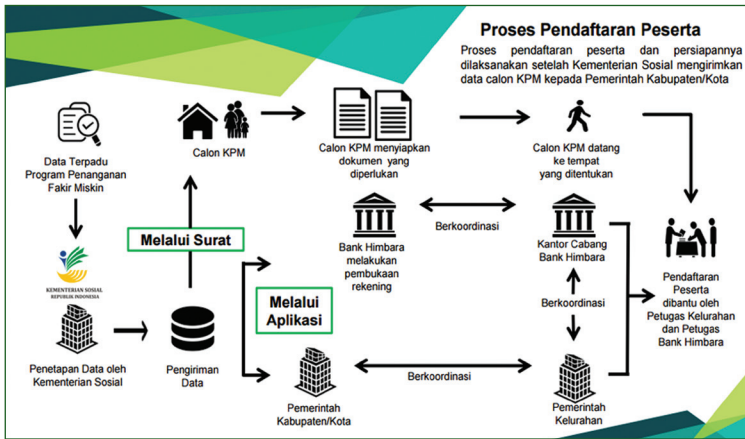 Proses Pendaftaran Peserta
Proses pendaftaran peserta dan persiapannya
dilaksanakan setelah Kementerian Sosial mengirimkan
data calon KPM kepada Pemerintah Kabupaten/Kota
Data Terpadu
Program Penanganan
Fakir Miskin
Calon KPM
Calon KPM menyiapkan
dokumen yang
diperlukan
Calon KPM datang
ke tempat
yang ditentukan
Melalui Surat
Bank Himbara
melakukan
pembukaan
rekening
Berkoordinasi
Kantor Cabang
Bank Himbara
KEMENTERIAN SOSIAL
REPUBLIK INDONESIA
Melalui
Aplikasi
Berkoordinasi
Pendaftaran
Peserta
dibantu oleh
Petugas Kelurahan
dan Petugas
Bank Himbara
Penetapan Data oleh
Kementerian Sosial
Pengiriman
Data
Berkoordinasi
Pemerintah
Kabupaten/Kota
Pemerintah
Kelurahan